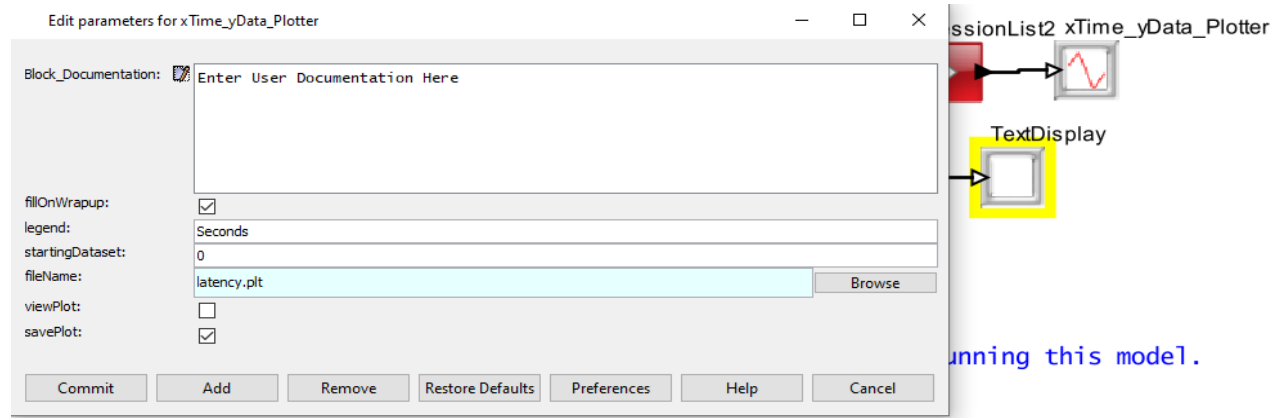 Edit parameters for xTime_yData_Plotter
ssionList2 xTime_yData_Plotter
Block_Documentation: Enter User Documentation Here
TextDisplay
fillOnWrapup:
legend: Seconds
startingDataset: 0
fileName: latency.plt Browse
viewPlot:
savePlot:
unning this model.
Commit Add Remove Restore Defaults Preferences Help Cancel